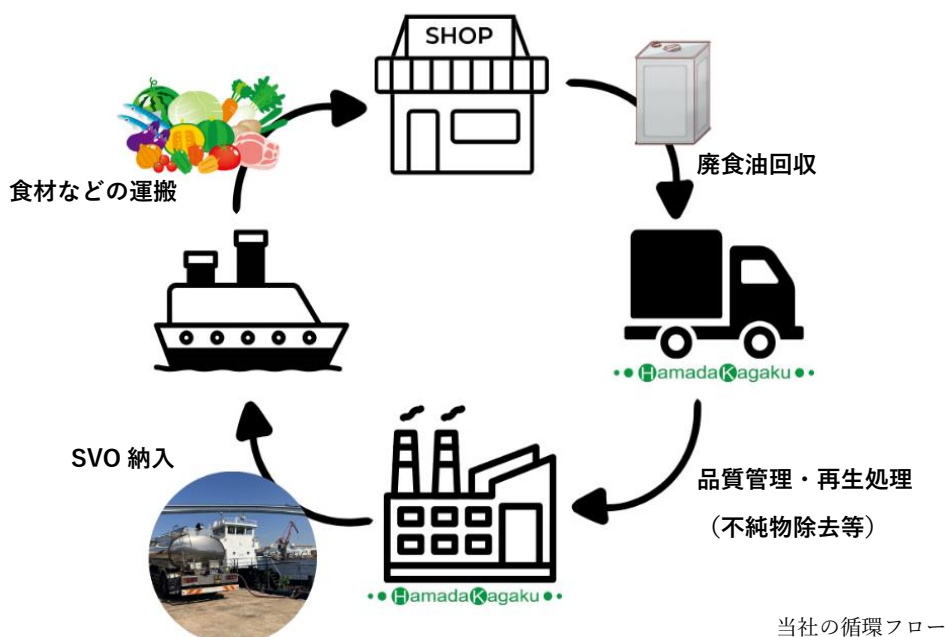 SHOP
廃食油回収
食材などの運搬
HamadaKagaku
SVO 納入
品質管理・再生処理
（不純物除去等）
HamadaKagaku
当社の循環フロー